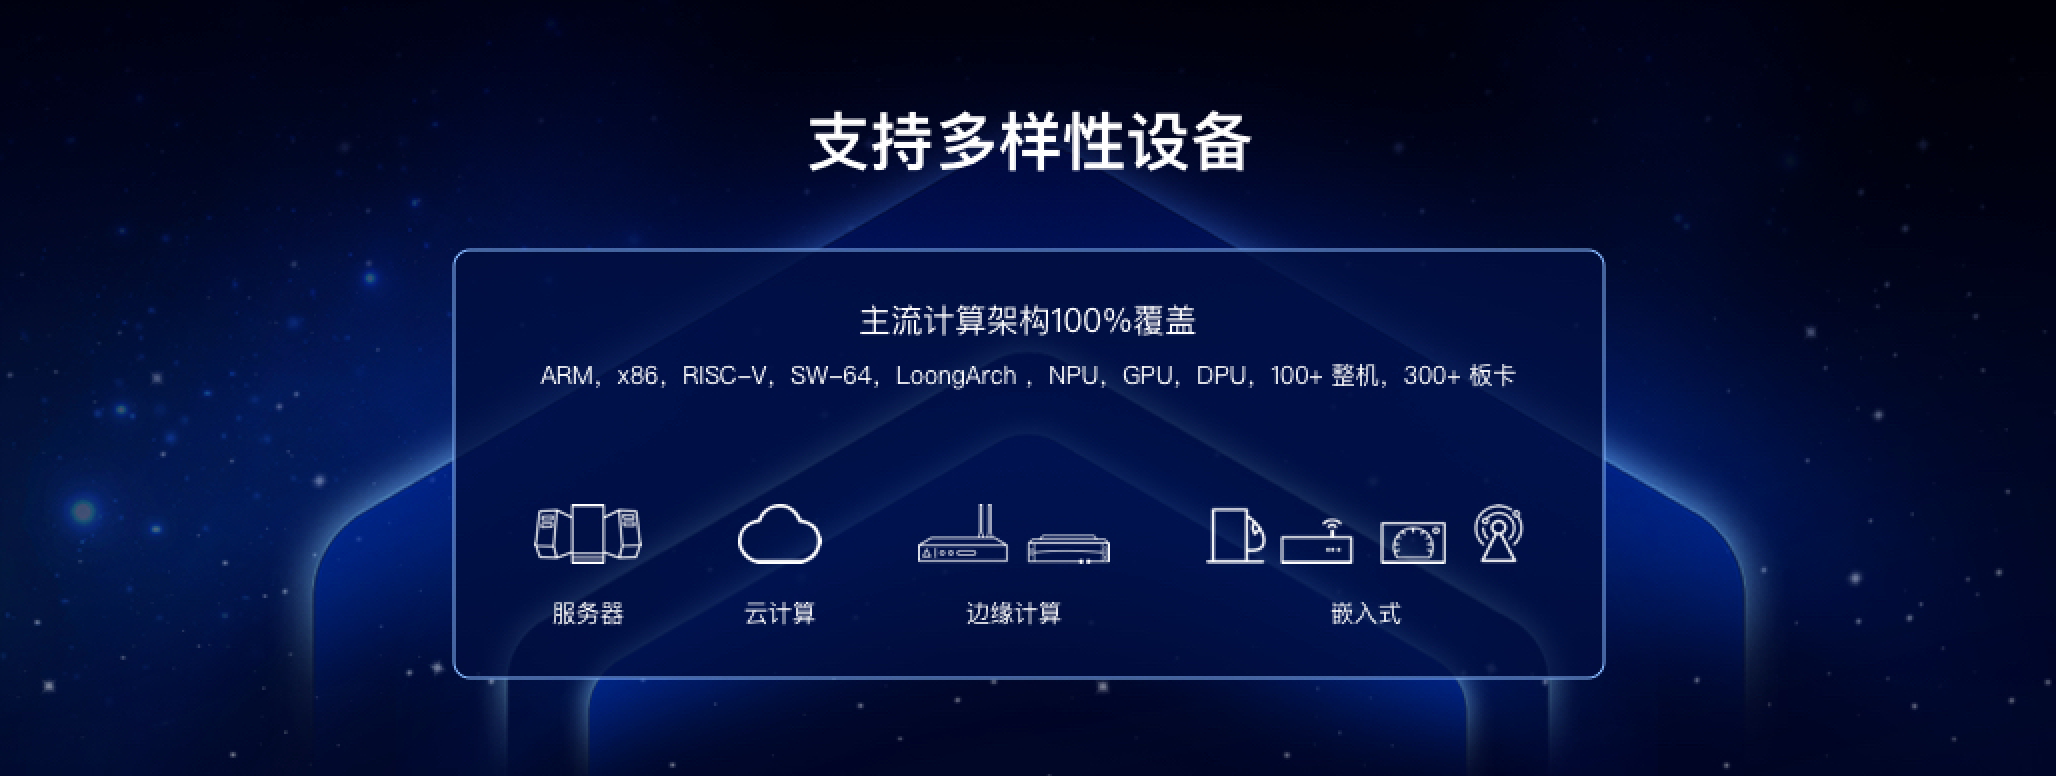 支持多样性设备
主流计算架构100%覆盖
ARM，x86，RISC-V，SW-64，LoongArch ，NPU，GPU，DPU，100+ 整机，300+ 板卡
服务器
云计算
边缘计算
嵌入式